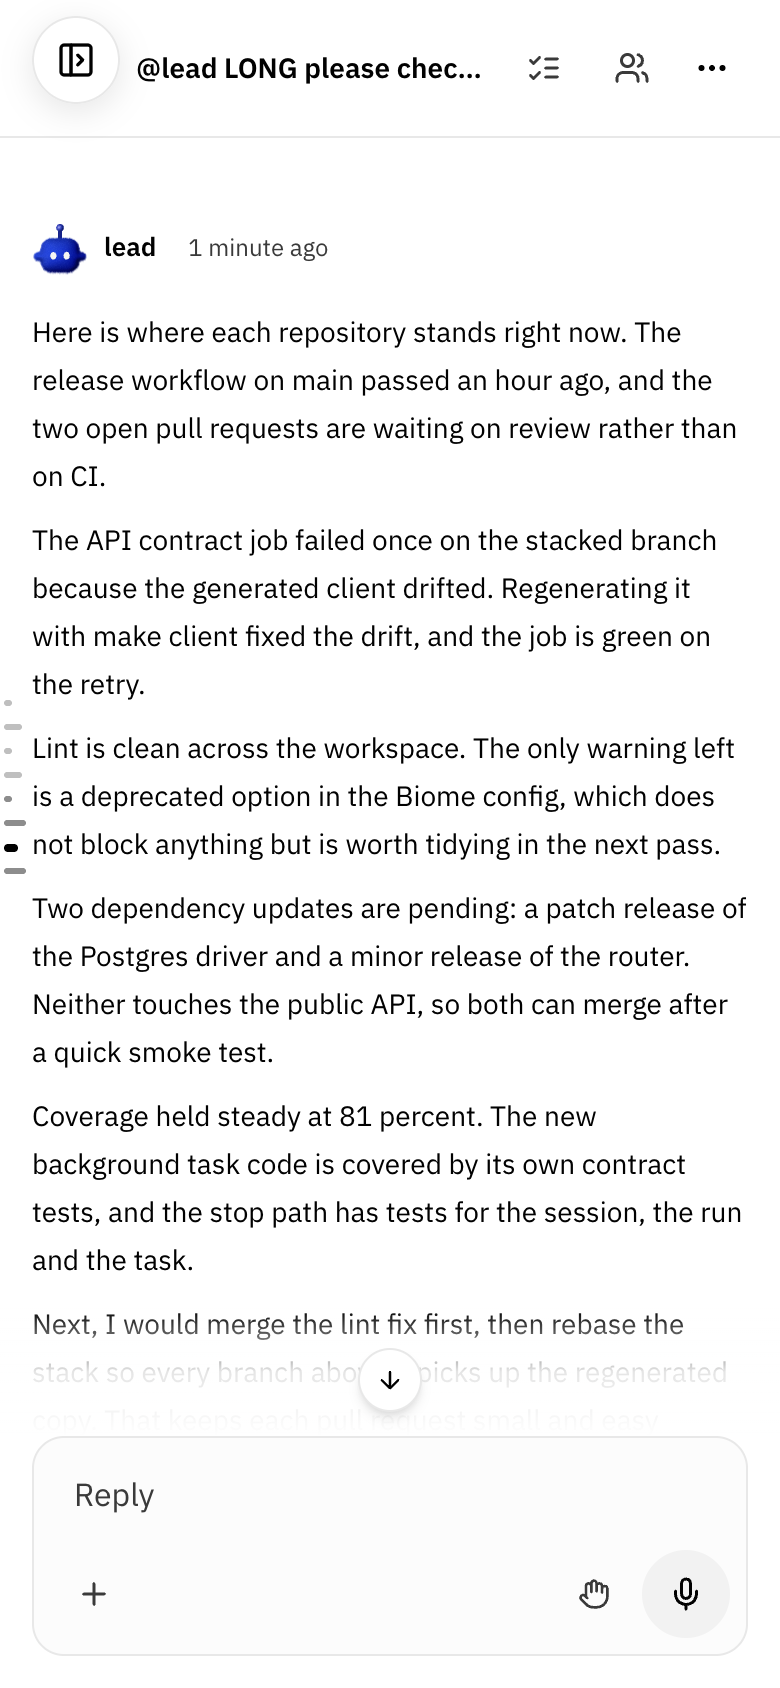 @lead LONG please chec...
lead 1 minute ago
Here is where each repository stands right now. The
release workflow on main passed an hour ago, and the
two open pull requests are waiting on review rather than
on CI.
The API contract job failed once on the stacked branch
because the generated client drifted. Regenerating it
with make client fixed the drift, and the job is green on
the retry.
Lint is clean across the workspace. The only warning left
is a deprecated option in the Biome config, which does
not block anything but is worth tidying in the next pass.
Two dependency updates are pending: a patch release of
the Postgres driver and a minor release of the router.
Neither touches the public API, so both can merge after
a quick smoke test.
Coverage held steady at 81 percent. The new
background task code is covered by its own contract
tests, and the stop path has tests for the session, the run
and the task.
Next, I would merge the lint fix first, then rebase the
stack so every branch picks up the regenerated
copy. That keeps each pull request small and easy
Reply